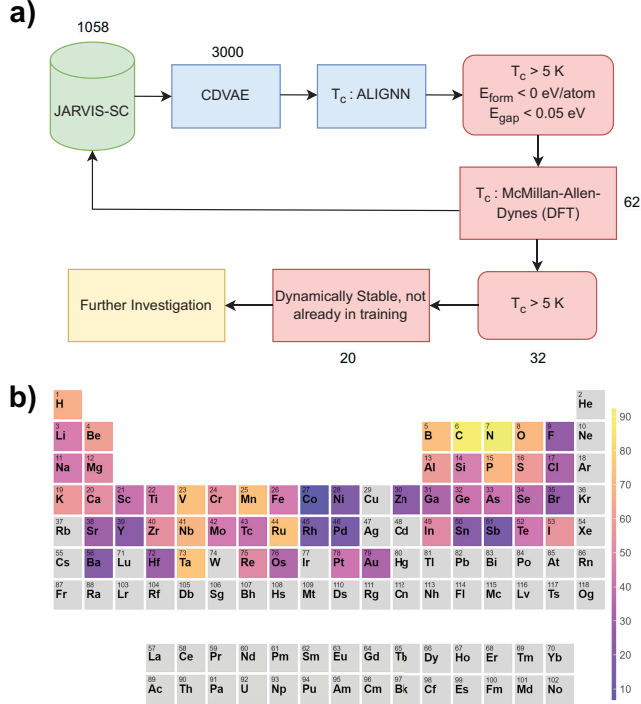 a)
1058
JARVIS-SC
3000
CDVAE
T_c : ALIGNN
T_c > 5 K
E_form < 0 eV/atom
E_gap < 0.05 eV
T_c : McMillan-Allen-
Dynes (DFT)
62
Further Investigation
Dynamically Stable, not
already in training
20
T_c > 5 K
32
b)
1 H 2 He
3 Li 4 Be 5 B 6 C 7 N 8 O 9 F 10 Ne
11 Na 12 Mg 13 Al 14 Si 15 P 16 S 17 Cl 18 Ar
19 K 20 Ca 21 Sc 22 Ti 23 V 24 Cr 25 Mn 26 Fe 27 Co 28 Ni 29 Cu 30 Zn 31 Ga 32 Ge 33 As 34 Se 35 Br 36 Kr
37 Rb 38 Sr 39 Y 40 Zr 41 Nb 42 Mo 43 Tc 44 Ru 45 Rh 46 Pd 47 Ag 48 Cd 49 In 50 Sn 51 Sb 52 Te 53 I 54 Xe
55 Cs 56 Ba 71 Lu 72 Hf 73 Ta 74 W 75 Re 76 Os 77 Ir 78 Pt 79 Au 80 Hg 81 Tl 82 Pb 83 Bi 84 Po 85 At 86 Rn
87 Fr 88 Ra 103 Lr 104 Rf 105 Db 106 Sg 107 Bh 108 Hs 109 Mt 110 Ds 111 Rg 112 Cn 113 Nh 114 Fl 115 Mc 116 Lv 117 Ts 118 Og
57 La 58 Ce 59 Pr 60 Nd 61 Pm 62 Sm 63 Eu 64 Gd 65 Tb 66 Dy 67 Ho 68 Er 69 Tm 70 Yb
89 Ac 90 Th 91 Pa 92 U 93 Np 94 Pu 95 Am 96 Cm 97 Bk 98 Cf 99 Es 100 Fm 101 Md 102 No
90
80
70
60
50
40
30
20
10